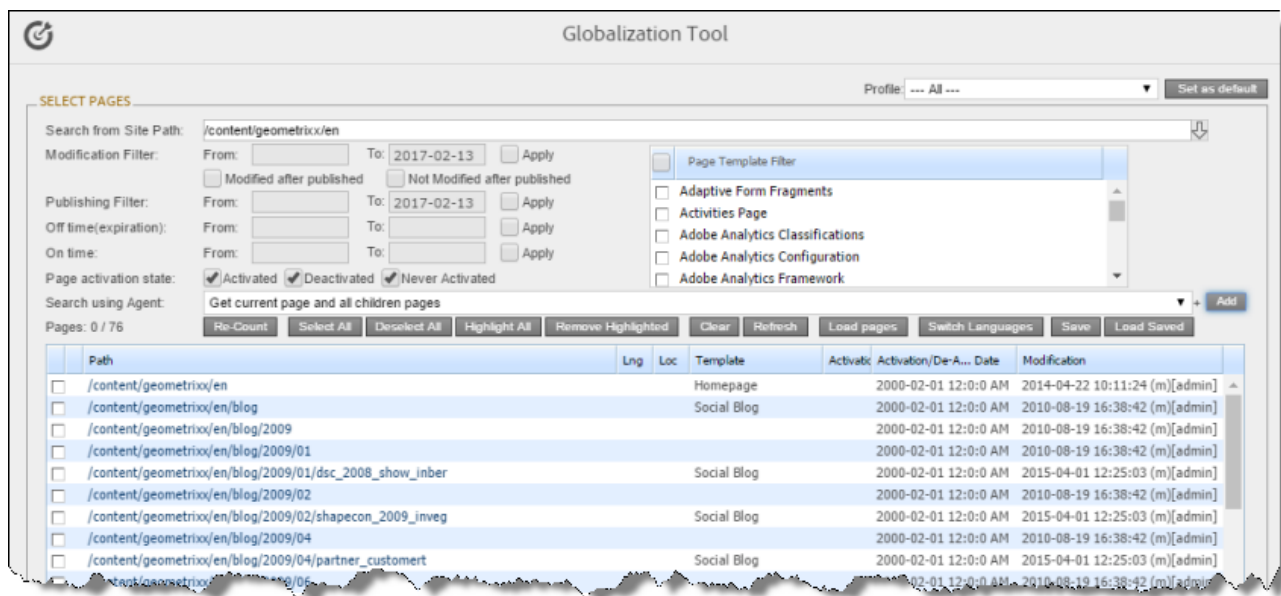 Globalization Tool
Profile: --- All --- Set as default
SELECT PAGES
Search from Site Path: /content/geometrixx/en
Modification Filter: From: To: 2017-02-13 Apply
Modified after published Not Modified after published
Publishing Filter: From: To: 2017-02-13 Apply
Off time(expiration): From: To: Apply
On time: From: To: Apply
Page activation state: Activated Deactivated Never Activated
Page Template Filter
Adaptive Form Fragments
Activities Page
Adobe Analytics Classifications
Adobe Analytics Configuration
Adobe Analytics Framework
Search using Agent: Get current page and all children pages + Add
Pages: 0 / 76 Re-Count Select All Deselect All Highlight All Remove Highlighted Clear Refresh Load pages Switch Languages Save Load Saved
Path Lng Loc Template Activatic Activation/De-A... Date Modification
/content/geometrixx/en Homepage 2000-02-01 12:0:0 AM 2014-04-22 10:11:24 (m)[admin]
/content/geometrixx/en/blog Social Blog 2000-02-01 12:0:0 AM 2010-08-19 16:38:42 (m)[admin]
/content/geometrixx/en/blog/2009 2000-02-01 12:0:0 AM 2010-08-19 16:38:42 (m)[admin]
/content/geometrixx/en/blog/2009/01 2000-02-01 12:0:0 AM 2010-08-19 16:38:42 (m)[admin]
/content/geometrixx/en/blog/2009/01/dsc_2008_show_inber Social Blog 2000-02-01 12:0:0 AM 2015-04-01 12:25:03 (m)[admin]
/content/geometrixx/en/blog/2009/02 2000-02-01 12:0:0 AM 2010-08-19 16:38:42 (m)[admin]
/content/geometrixx/en/blog/2009/02/shapecon_2009_inveg Social Blog 2000-02-01 12:0:0 AM 2015-04-01 12:25:03 (m)[admin]
/content/geometrixx/en/blog/2009/04 2000-02-01 12:0:0 AM 2010-08-19 16:38:42 (m)[admin]
/content/geometrixx/en/blog/2009/04/partner_customert Social Blog 2000-02-01 12:0:0 AM 2015-04-01 12:25:03 (m)[admin]
12:0:0 AM 2010-08-19 16:38:42 (m)[admin]